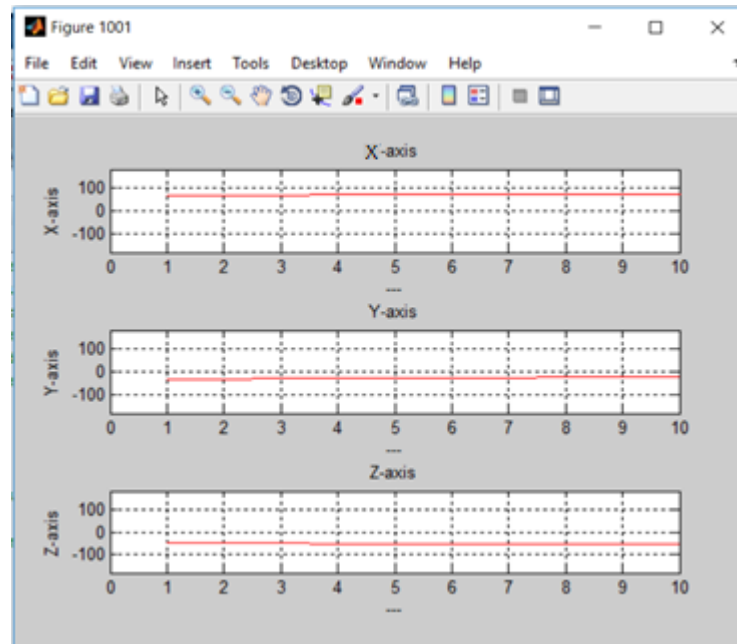 Figure 1001
File Edit View Insert Tools Desktop Window Help
X-axis
X-axis
100
0
-100
0 1 2 3 4 5 6 7 8 9 10
---
Y-axis
Y-axis
100
0
-100
0 1 2 3 4 5 6 7 8 9 10
---
Z-axis
Z-axis
100
0
-100
0 1 2 3 4 5 6 7 8 9 10
---